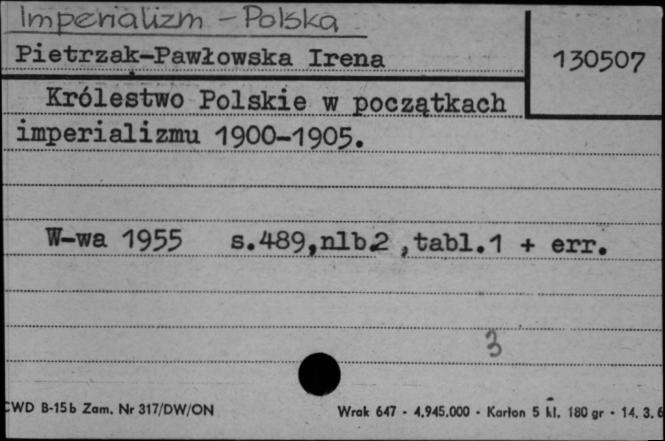 Imperializm - Polska
Pietrzak-Pawłowska Irena
130507
Królestwo Polskie w początkach
imperializmu 1900-1905.
W-wa 1955 s.489,nlb.2 ,tabl.1 + err.
3
CWD B-15b Zam. Nr 317/DW/ON
Wrak 647 - 4.945.000 - Karton 5 kl. 180 gr - 14. 3. 6